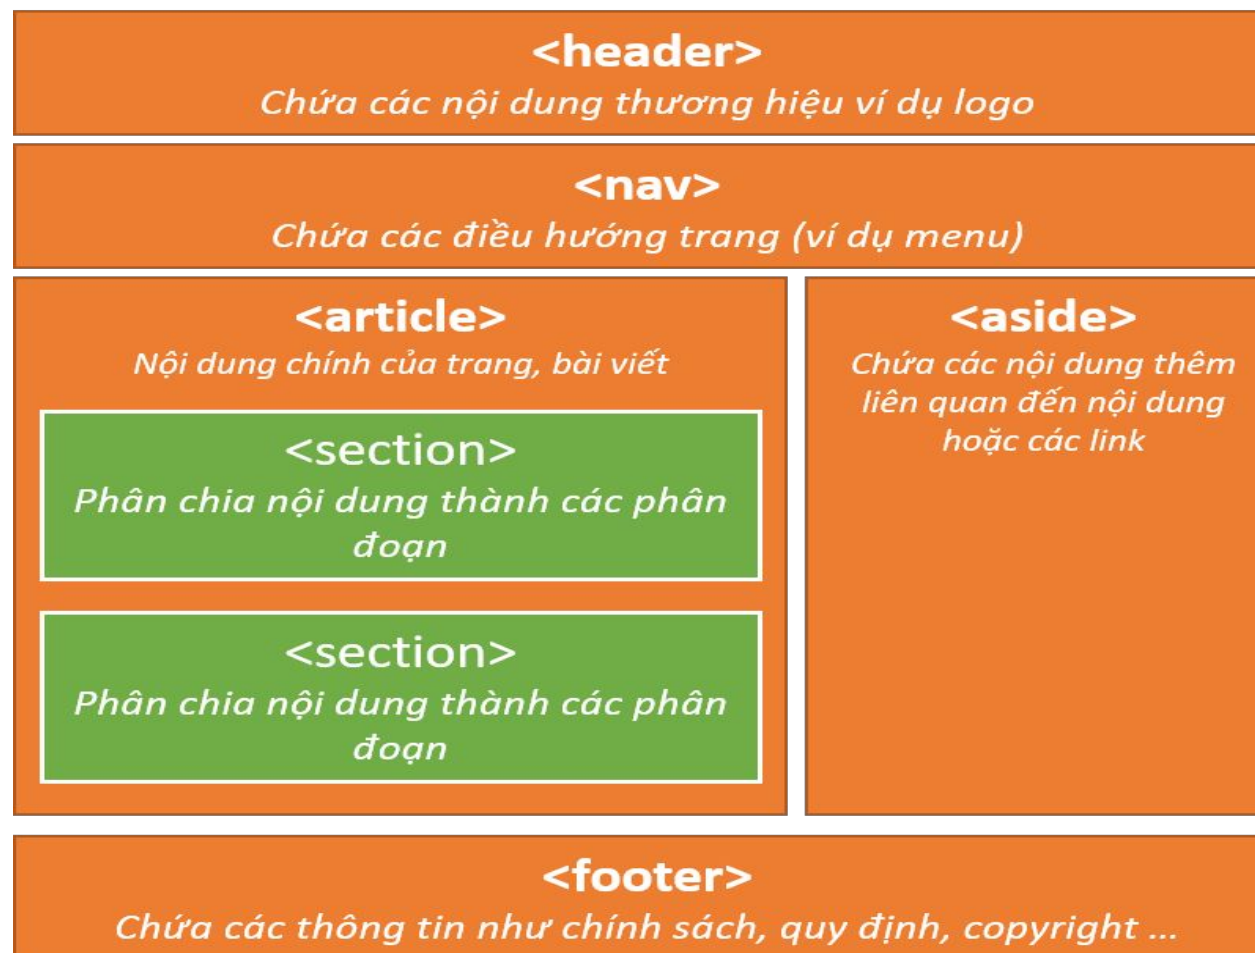 <header>
Chứa các nội dung thương hiệu ví dụ logo
<nav>
Chứa các điều hướng trang (ví dụ menu)
<article>
Nội dung chính của trang, bài viết
<section>
Phân chia nội dung thành các phân
đoạn
<section>
Phân chia nội dung thành các phân
đoạn
<aside>
Chứa các nội dung thêm
liên quan đến nội dung
hoặc các link
<footer>
Chứa các thông tin như chính sách, quy định, copyright ...